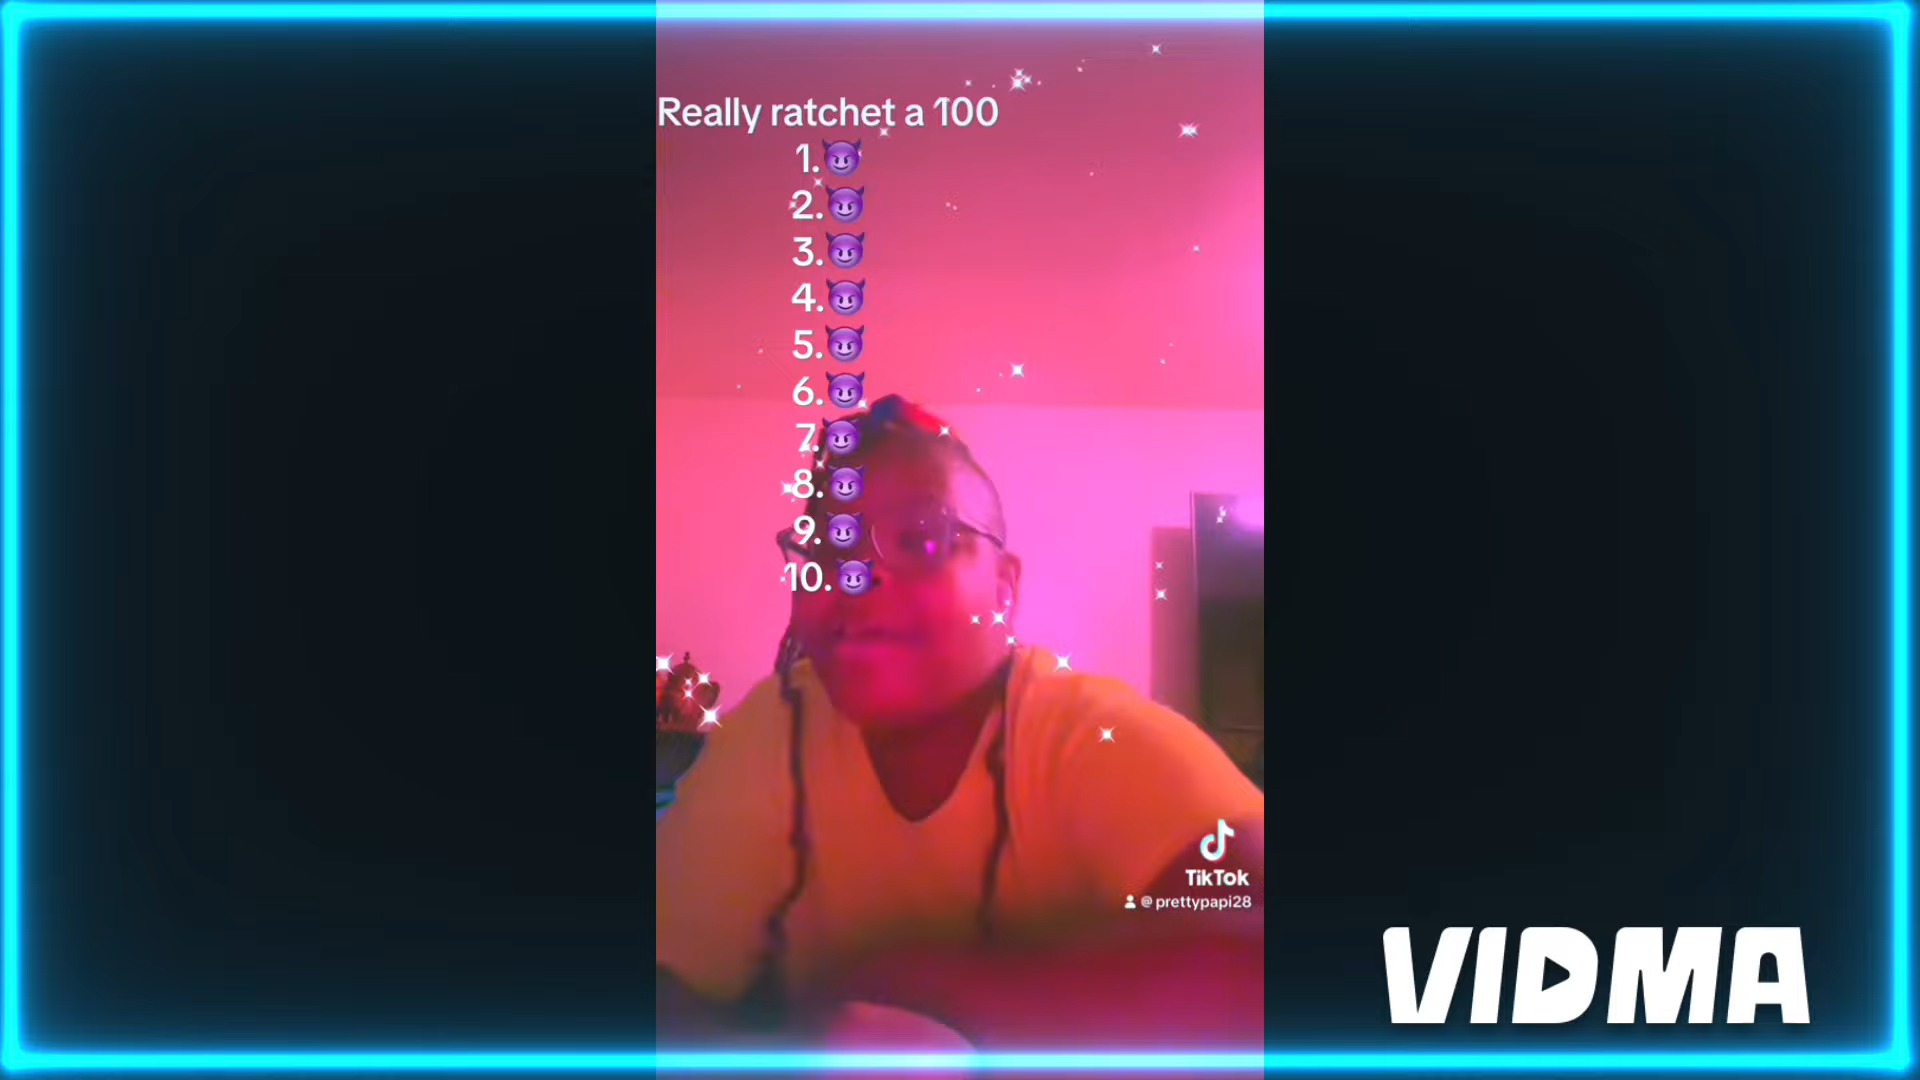 Really ratchet a 100
1.😈
2.😈
3.😈
4.😈
5.😈
6.😈
7.😈
8.😈
9.😈
10.😈
TikTok
@prettypapi28
VIDMA